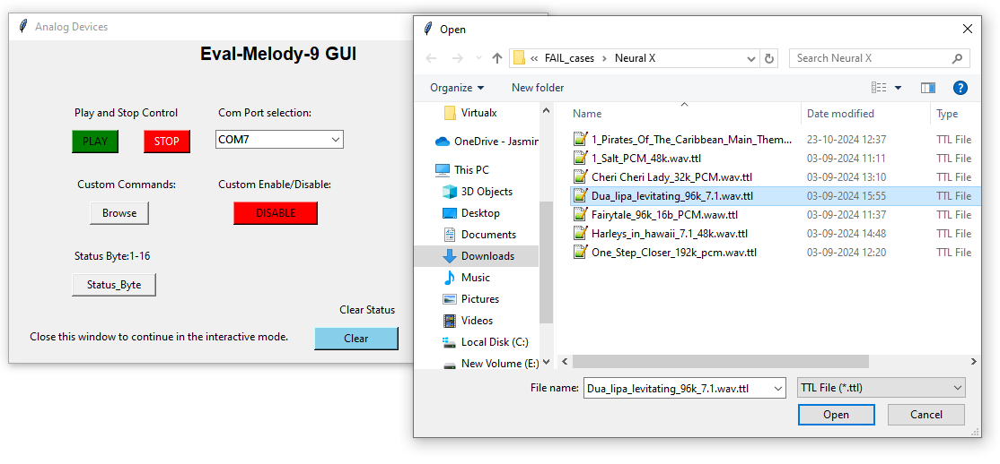 Analog Devices
Eval-Melody-9 GUI
Play and Stop Control
Com Port selection:
PLAY
STOP
COM7
Custom Commands:
Custom Enable/Disable:
Browse
DISABLE
Status Byte:1-16
Status_Byte
Clear Status
Close this window to continue in the interactive mode.
Clear
Open
« FAIL_cases > Neural X
Search Neural X
Organize
New folder
Virtualx
OneDrive - Jasmin
This PC
3D Objects
Desktop
Documents
Downloads
Music
Pictures
Videos
Local Disk (C:)
New Volume (E:)
Name Date modified Type
1_Pirates_Of_The_Caribbean_Main_Them... 23-10-2024 12:37 TTL File
1_Salt_PCM_48k.wav.ttl 03-09-2024 11:11 TTL File
Cheri Cheri Lady_32k_PCM.wav.ttl 03-09-2024 13:10 TTL File
Dua_lipa_levitating_96k_7.1.wav.ttl 03-09-2024 15:55 TTL File
Fairytale_96k_16b_PCM.waw.ttl 03-09-2024 11:37 TTL File
Harleys_in_hawaii_7.1_48k.wav.ttl 03-09-2024 14:48 TTL File
One_Step_Closer_192k_pcm.wav.ttl 03-09-2024 12:20 TTL File
File name: Dua_lipa_levitating_96k_7.1.wav.ttl
TTL File (*.ttl)
Open
Cancel